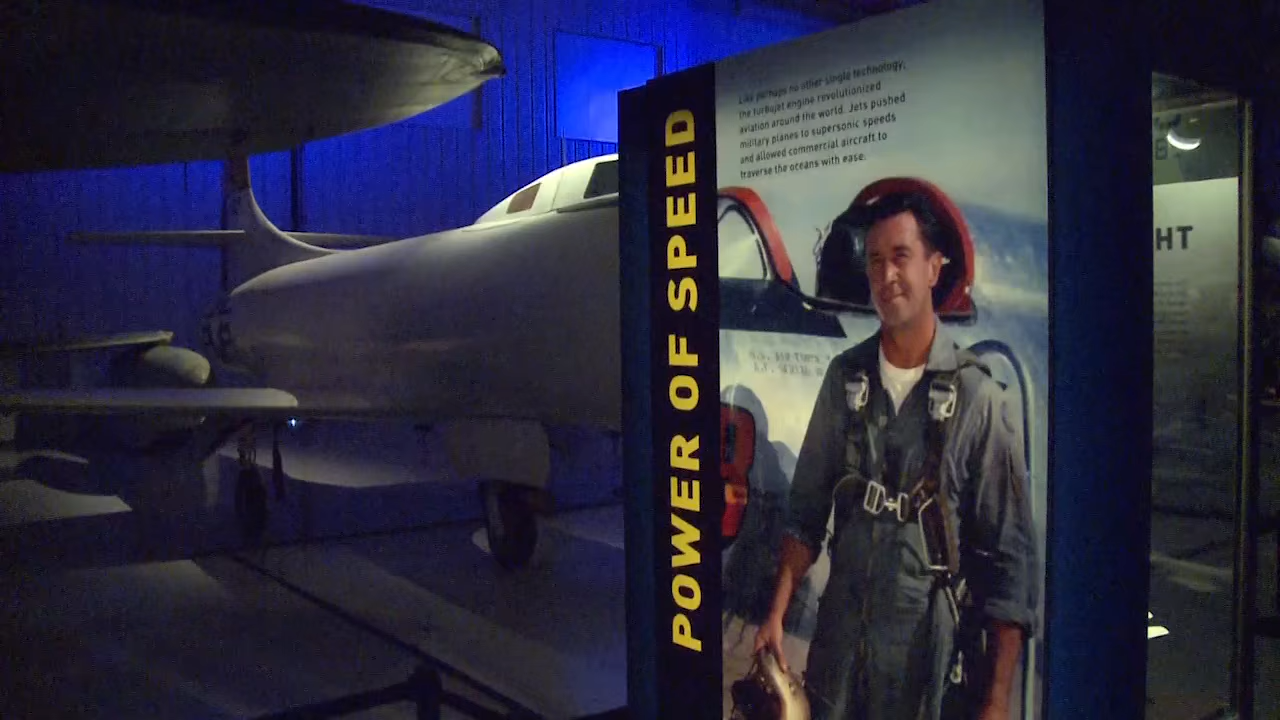 Like perhaps no other single technology,
the turbojet engine revolutionized
aviation around the world. Jets pushed
military planes to supersonic speeds
and allowed commercial aircraft to
traverse the oceans with ease.
POWER OF SPEED
HT